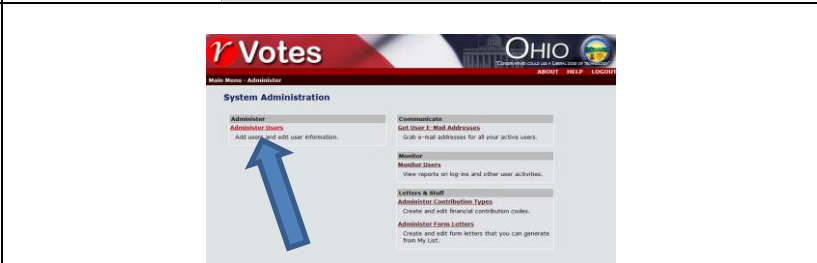 r Votes
OHIO
"CONSERVATIVES COULD USE A LIBERAL DOSE OF TECHNOLOGY"
ABOUT HELP LOGOUT
Main Menu - Administer
System Administration
Administer
Administer Users
Add users and edit user information.
Communicate
Get User E-Mail Addresses
Grab e-mail addresses for all your active users.
Monitor
Monitor Users
View reports on log-ins and other user activities.
Letters & Stuff
Administer Contribution Types
Create and edit financial contribution codes.
Administer Form Letters
Create and edit form letters that you can generate
from My List.